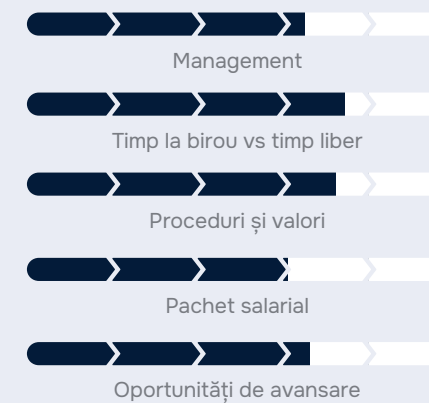 Management
Timp la birou vs timp liber
Proceduri și valori
Pachet salarial
Oportunități de avansare